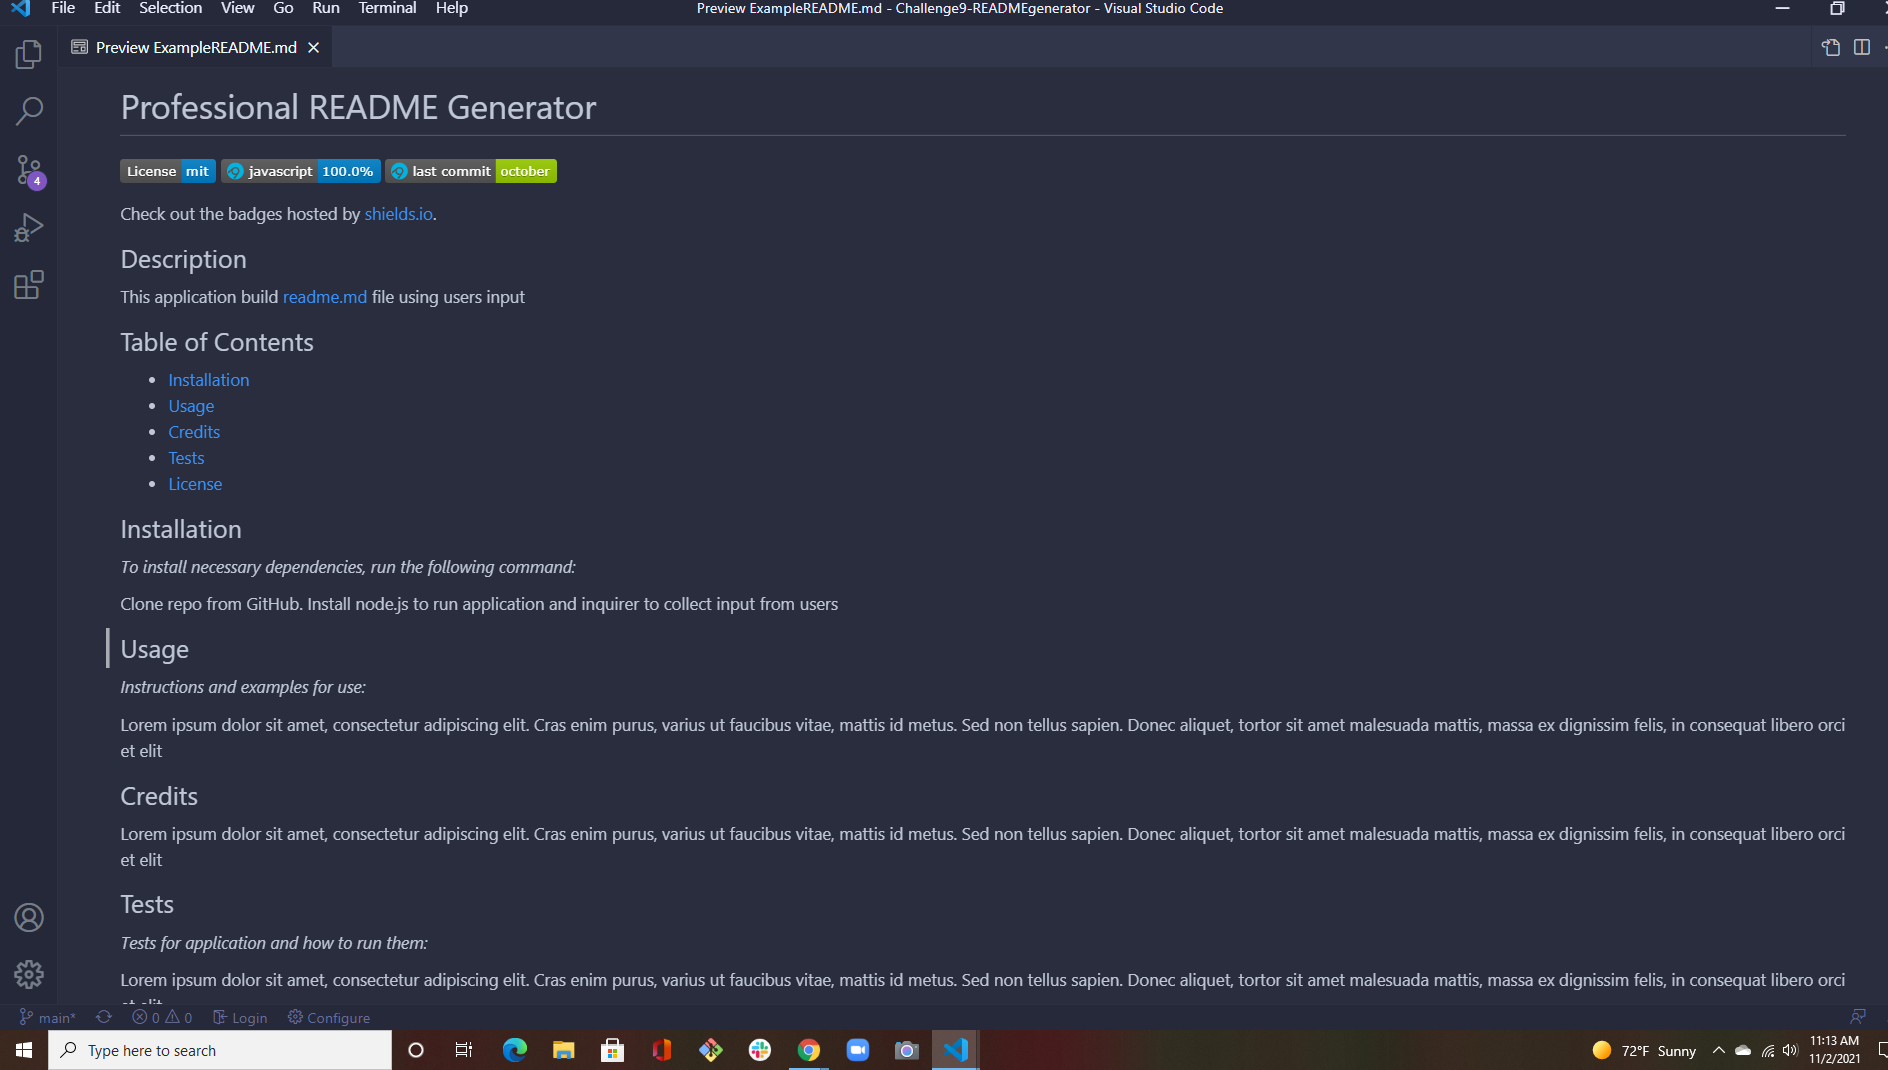 File Edit Selection View Go Run Terminal Help
Preview ExampleREADME.md - Challenge9-READMEgenerator - Visual Studio Code
Preview ExampleREADME.md
Professional README Generator
License mit javascript 100.0% last commit october
Check out the badges hosted by shields.io.
Description
This application build readme.md file using users input
Table of Contents
Installation
Usage
Credits
Tests
License
Installation
To install necessary dependencies, run the following command:
Clone repo from GitHub. Install node.js to run application and inquirer to collect input from users
Usage
Instructions and examples for use:
Lorem ipsum dolor sit amet, consectetur adipiscing elit. Cras enim purus, varius ut faucibus vitae, mattis id metus. Sed non tellus sapien. Donec aliquet, tortor sit amet malesuada mattis, massa ex dignissim felis, in consequat libero orci
et elit
Credits
Lorem ipsum dolor sit amet, consectetur adipiscing elit. Cras enim purus, varius ut faucibus vitae, mattis id metus. Sed non tellus sapien. Donec aliquet, tortor sit amet malesuada mattis, massa ex dignissim felis, in consequat libero orci
et elit
Tests
Tests for application and how to run them:
Lorem ipsum dolor sit amet, consectetur adipiscing elit. Cras enim purus, varius ut faucibus vitae, mattis id metus. Sed non tellus sapien. Donec aliquet, tortor sit amet malesuada mattis, massa ex dignissim felis, in consequat libero orci
et elit
4
main* 0 0 Login Configure
Type here to search
72°F Sunny
11:13 AM
11/2/2021